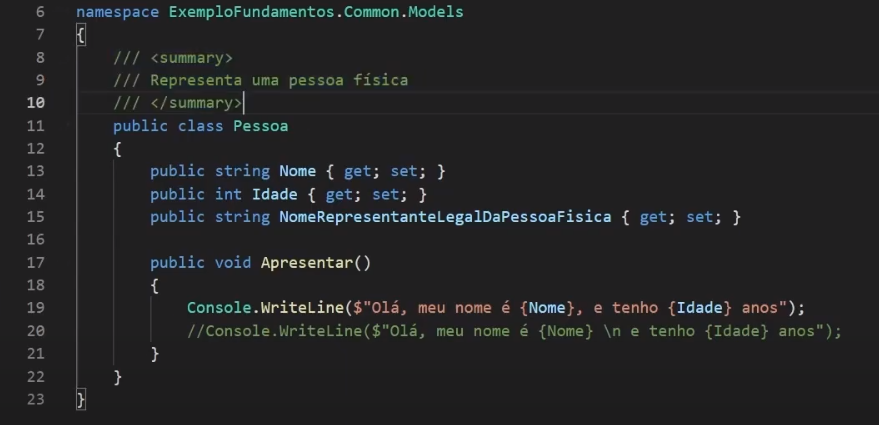 6 namespace ExemploFundamentos.Common.Models
7 {
8 /// <summary>
9 /// Representa uma pessoa física
10 /// </summary>
11 public class Pessoa
12 {
13 public string Nome { get; set; }
14 public int Idade { get; set; }
15 public string NomeRepresentanteLegalDaPessoaFisica { get; set; }
16
17 public void Apresentar()
18 {
19 Console.WriteLine($"Olá, meu nome é {Nome}, e tenho {Idade} anos");
20 //Console.WriteLine($"Olá, meu nome é {Nome} \n e tenho {Idade} anos");
21 }
22 }
23 }